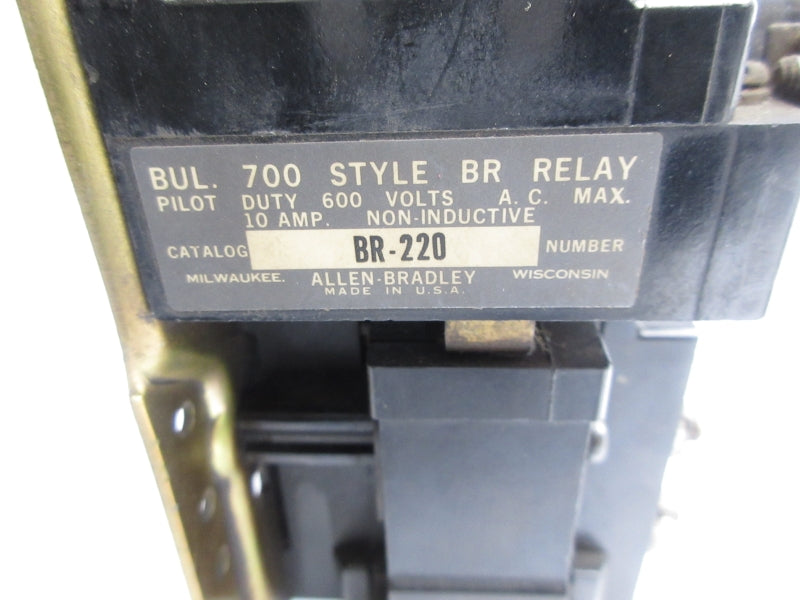 BUL. 700 STYLE BR RELAY
PILOT DUTY 600 VOLTS A.C. MAX.
10 AMP. NON-INDUCTIVE
CATALOG BR-220 NUMBER
MILWAUKEE. ALLEN-BRADLEY WISCONSIN
MADE IN U.S.A.